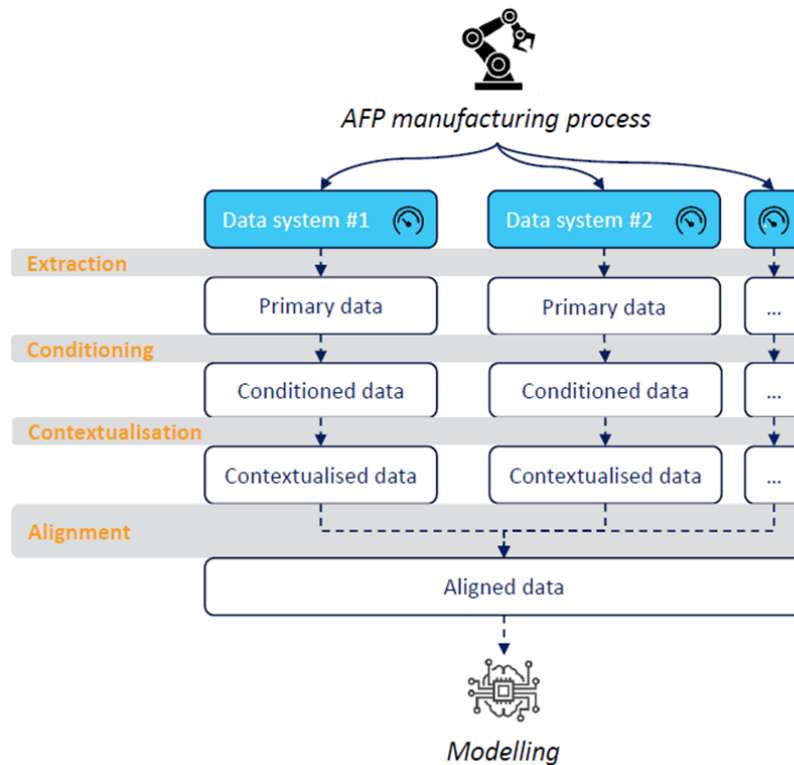 AFP manufacturing process
Data system #1
Data system #2
Extraction
Primary data
Primary data
...
Conditioning
Conditioned data
Conditioned data
...
Contextualisation
Contextualised data
Contextualised data
...
Alignment
Aligned data
Modelling